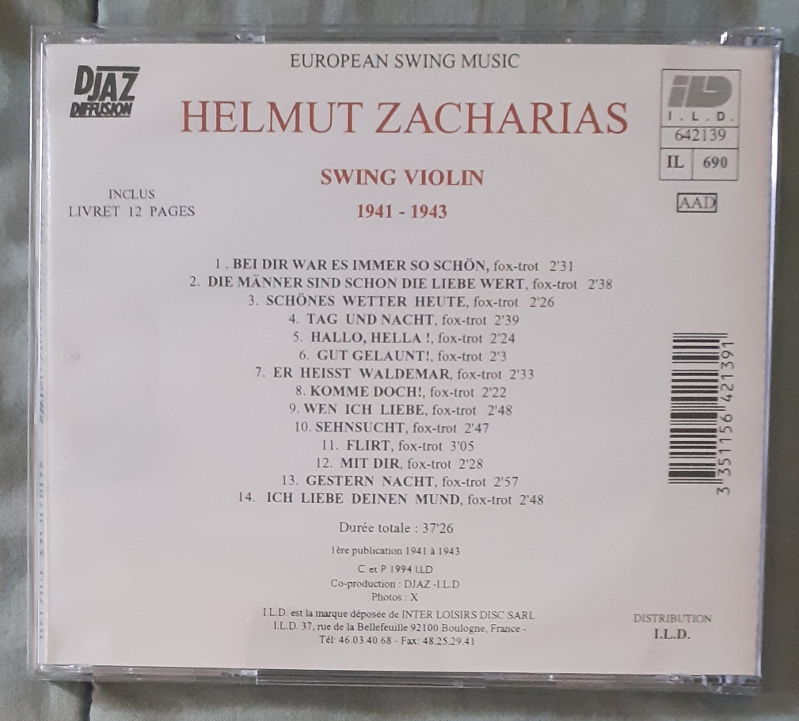 EUROPEAN SWING MUSIC
DJAZ
DIFFUSION
HELMUT ZACHARIAS
ILD
I . L . D .
642139
IL 690
SWING VIOLIN
1941 - 1943
AAD
INCLUS
LIVRET 12 PAGES
1 . BEI DIR WAR ES IMMER SO SCHÖN, fox-trot 2'31
2. DIE MÄNNER SIND SCHON DIE LIEBE WERT, fox-trot 2'38
3. SCHÖNES WETTER HEUTE, fox-trot 2'26
4. TAG UND NACHT, fox-trot 2'39
5. HALLO, HELLA !, fox-trot 2'24
6. GUT GELAUNT!, fox-trot 2'3
7. ER HEISST WALDEMAR, fox-trot 2'33
8. KOMME DOCH!, fox-trot 2'22
9. WEN ICH LIEBE, fox-trot 2'48
10. SEHNSUCHT, fox-trot 2'47
11. FLIRT, fox-trot 3'05
12. MIT DIR, fox-trot 2'28
13. GESTERN NACHT, fox-trot 2'57
14. ICH LIEBE DEINEN MUND, fox-trot 2'48
3 351156 421391
Durée totale : 37'26
1ère publication 1941 à 1943
C et P 1994 I.LD
Co-production : DJAZ -I.L.D
Photos : X
I.L.D. est la marque déposée de INTER LOISIRS DISC SARL
I.L.D. 37, rue de la Bellefeuille 92100 Boulogne, France -
Tél: 46.03 40 68 - Fax: 48.25.29.41
DISTRIBUTION
I.L.D.